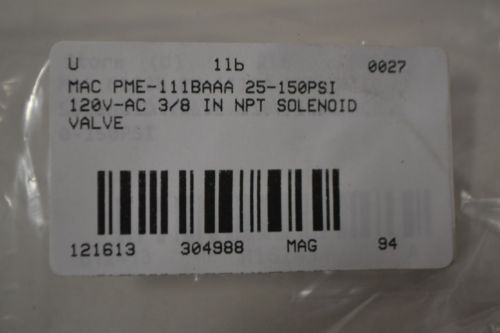 U 1lb 0027
MAC PME-111BAAA 25-150PSI
120V-AC 3/8 IN NPT SOLENOID
VALVE
121613 304988 MAG 94